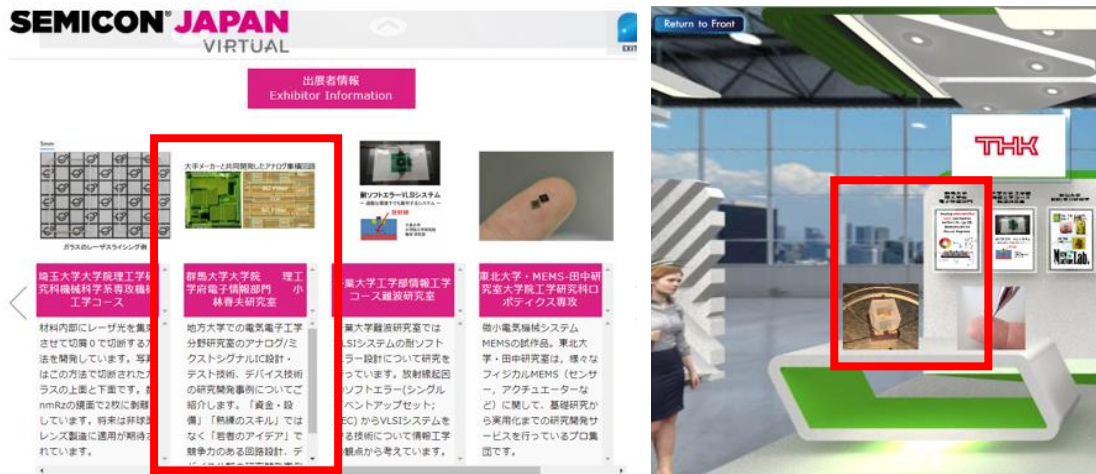 SEMICON® JAPAN
VIRTUAL
EXIT
出展者情報
Exhibitor Information
5mm
ガラスのレーザスライシング例
大手メーカーと共同開発したアナログ集積回路
耐ソフトエラーVLSIシステム
埼玉大学大学院理工学研
究科機械科学系専攻機械
工学コース
材料内部にレーザ光を集
させて切屑０で切断する
法を開発しています。写
はこの方法で切断された
ラスの上面と下面です。
nmRzの鏡面で2枚に剥離
しています。将来は非球
レンズ製造に適用が期待
れています。
群馬大学大学院 理工
学府電子情報部門 小
林春夫研究室
地方大学での電気電子工学
分野研究室のアナログ/ミ
クストシグナルIC設計・
テスト技術、デバイス技術
の研究開発事例についてご
紹介します。「資金・設
備」「熟練のスキル」では
なく「若者のアイデア」で
競争力のある回路設計、デ
葉大学工学部情報工学
コース難波研究室
葉大学難波研究室では
LSIシステムの耐ソフト
ラー設計について研究を
っています。放射線起因
ソフトエラー(シングル
ベントアップセット;
EC) からVLSIシステムを
る技術について情報工学
観点から考えています。
東北大学・MEMS-田中研
究室大学院工学研究科ロ
ボティクス専攻
微小電気機械システム
MEMSの試作品。東北大
学・田中研究室は，様々な
フィジカルMEMS（センサ
ー，アクチュエーターな
ど）に関して，基礎研究か
ら実用化までの研究開発サ
ービスを行っているプロ集
団です。
Return to Front
THK